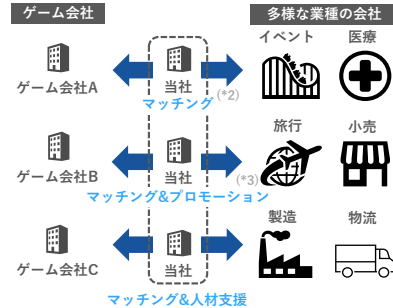 ゲーム会社
多様な業種の会社
イベント
医療
ゲーム会社A
当社
マッチング
(*2)
旅行
小売
ゲーム会社B
当社
(*3)
マッチング&プロモーション
製造
物流
ゲーム会社C
当社
マッチング&人材支援